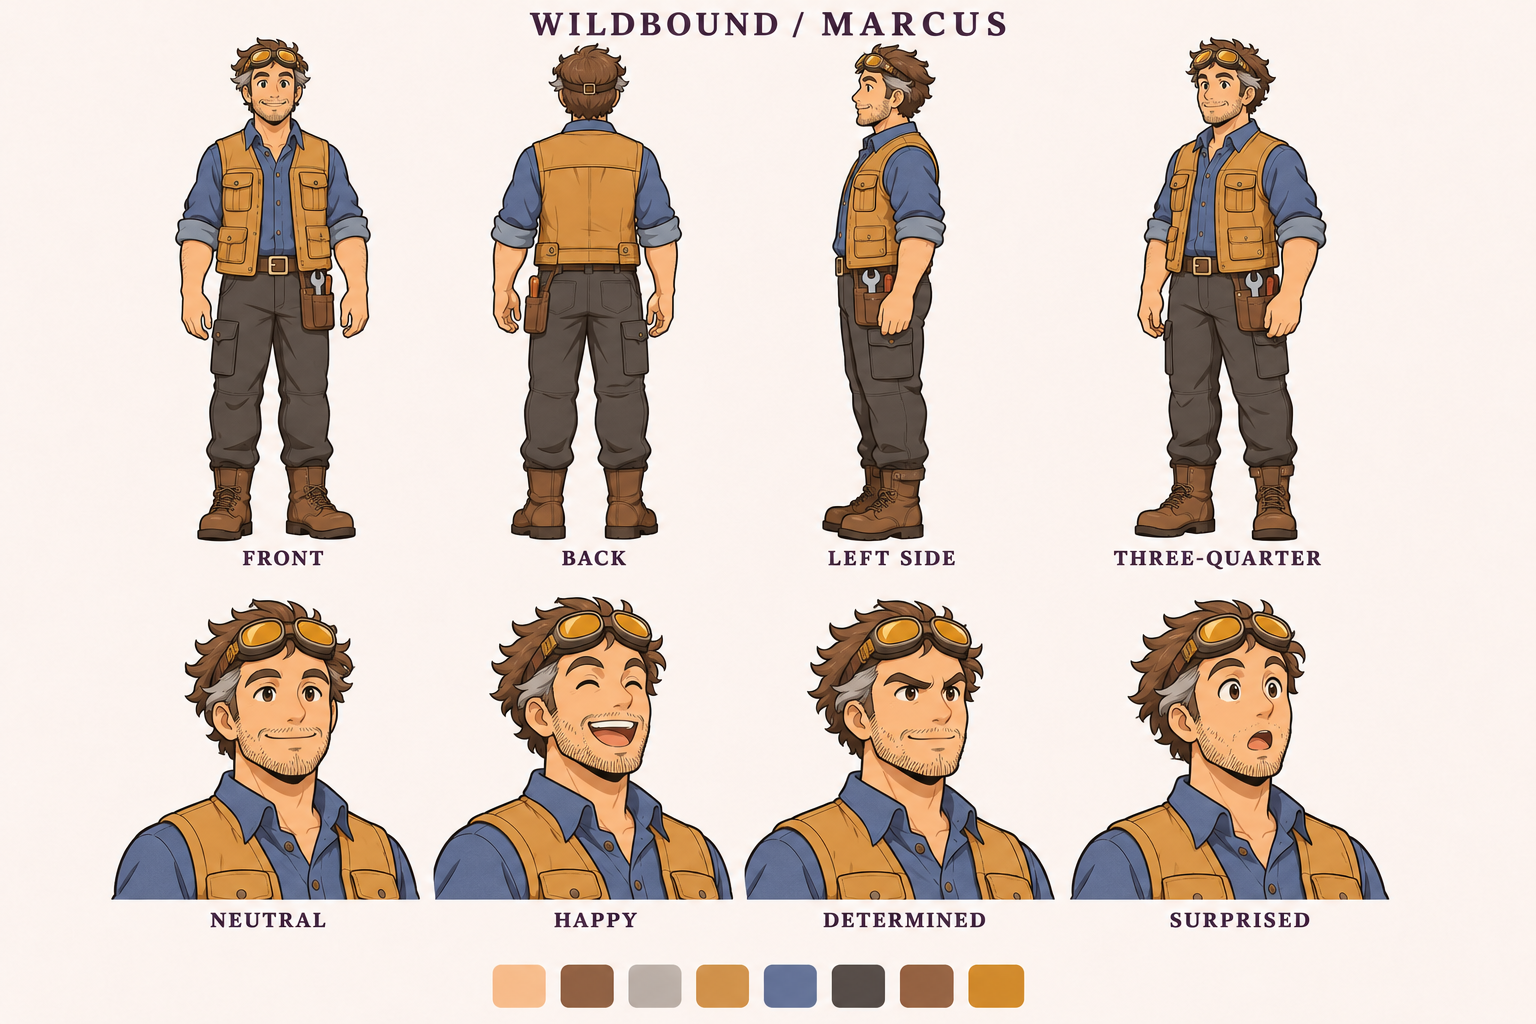 WILDBOUND / MARCUS
FRONT
BACK
LEFT SIDE
THREE-QUARTER
NEUTRAL
HAPPY
DETERMINED
SURPRISED